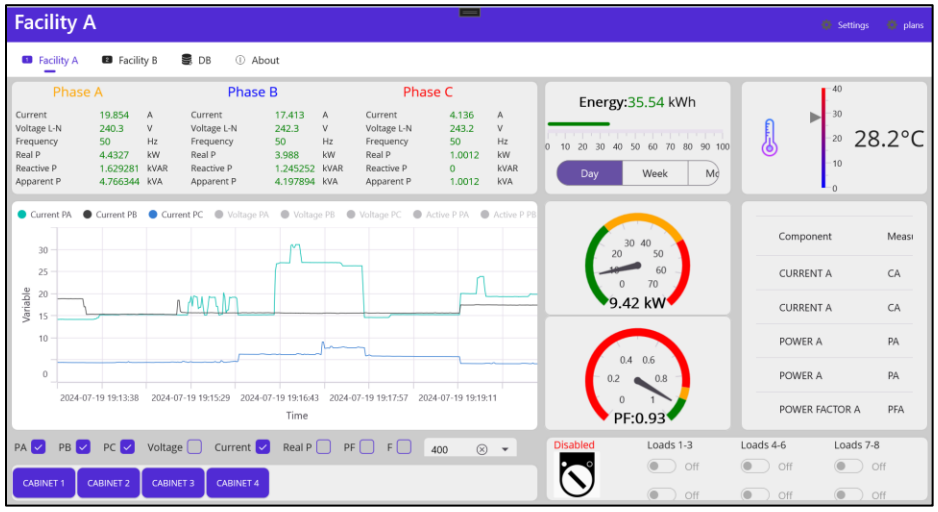 Facility A
Settings plans
Facility A Facility B DB About
Phase A Phase B Phase C
Current 19.854 A Current 17.413 A Current 4.136 A
Voltage L-N 240.3 V Voltage L-N 242.3 V Voltage L-N 243.2 V
Frequency 50 Hz Frequency 50 Hz Frequency 50 Hz
Real P 4.4327 kW Real P 3.988 kW Real P 1.0012 kW
Reactive P 1.629281 kVAR Reactive P 1.245252 kVAR Reactive P 0 kVAR
Apparent P 4.766344 kVA Apparent P 4.197894 kVA Apparent P 1.0012 kVA
Energy:35.54 kWh
0 10 20 30 40 50 60 70 80 90 100
Day Week Mo
40
30
20
10
0
28.2°C
Current PA Current PB Current PC Voltage PA Voltage PB Voltage PC Active P PA Active P PB
Variable
30
25
20
15
10
0
2024-07-19 19:13:38 2024-07-19 19:15:29 2024-07-19 19:16:43 2024-07-19 19:17:57 2024-07-19 19:19:11
Time
30 40
20 50
10 60
0 70
9.42 kW
0.4 0.6
0.2 0.8
0 1
PF:0.93
Component Measu
CURRENT A CA
CURRENT A CA
POWER A PA
POWER A PA
POWER FACTOR A PFA
PA PB PC Voltage Current Real P PF F 400
CABINET 1 CABINET 2 CABINET 3 CABINET 4
Disabled Loads 1-3 Loads 4-6 Loads 7-8
Off Off Off
Off Off Off